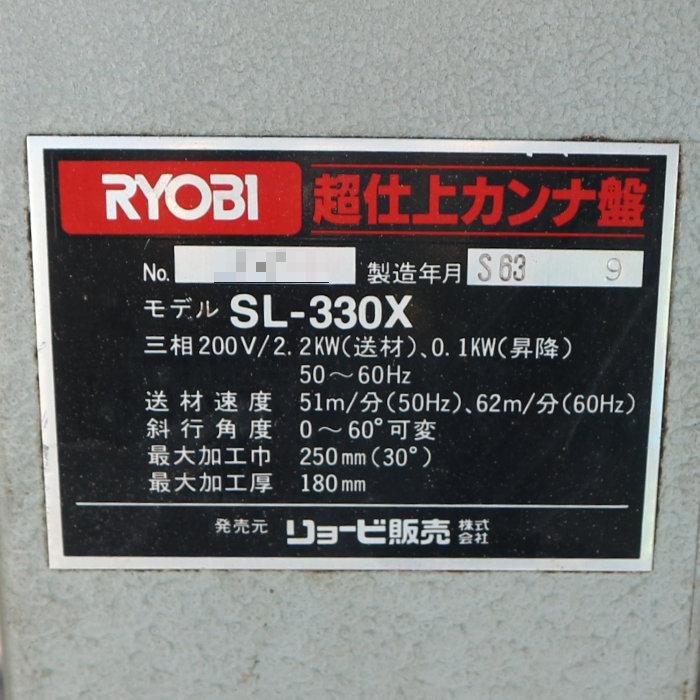 RYOBI 超仕上カンナ盤
No. 製造年月 S63 9
モデル SL-330X
三相200V/2.2KW(送材)、0.1KW(昇降)
50～60Hz
送材速度 51m/分(50Hz)、62m/分(60Hz)
斜行角度 0～60°可変
最大加工巾 250mm(30°)
最大加工厚 180mm
発売元 リョービ販売株式会社